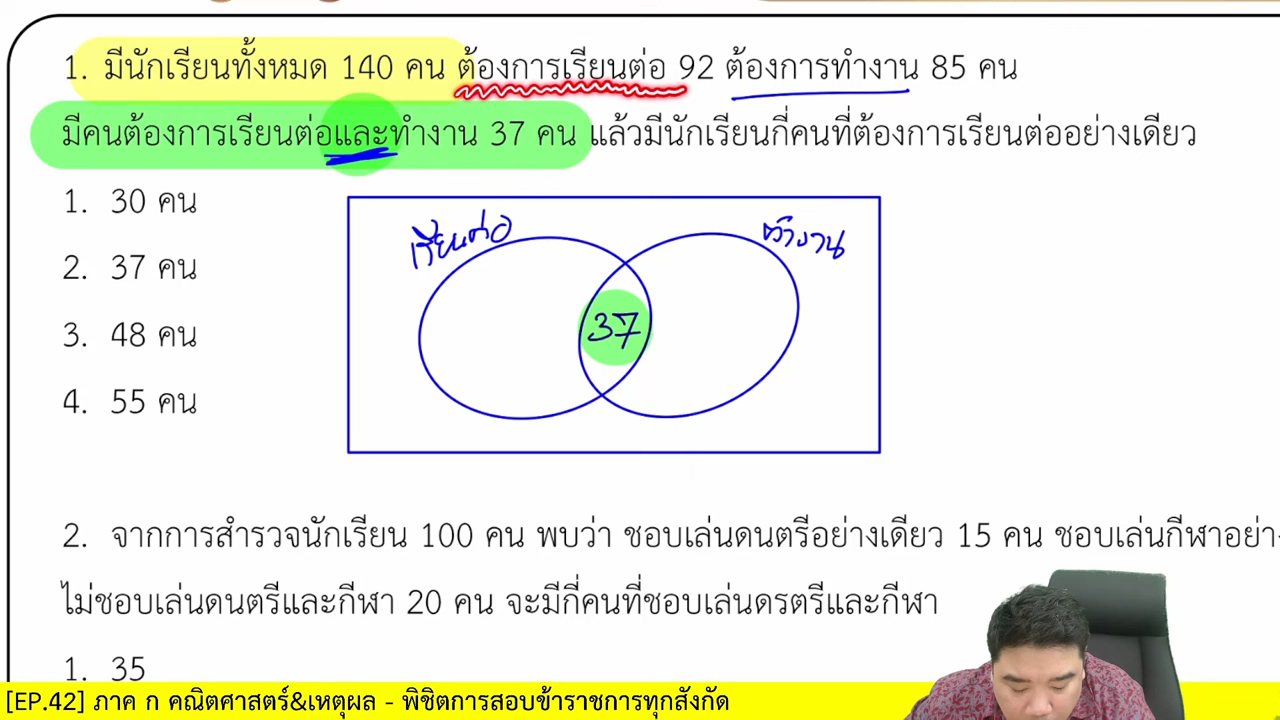 1. มีนักเรียนทั้งหมด 140 คน ต้องการเรียนต่อ 92 ต้องการทำงาน 85 คน
มีคนต้องการเรียนต่อและทำงาน 37 คน แล้วมีนักเรียนกี่คนที่ต้องการเรียนต่ออย่างเดียว
1. 30 คน
2. 37 คน
3. 48 คน
4. 55 คน
เรียนต่อ
ทำงาน
37
2. จากการสำรวจนักเรียน 100 คน พบว่า ชอบเล่นดนตรีอย่างเดียว 15 คน ชอบเล่นกีฬาอย่าง
ไม่ชอบเล่นดนตรีและกีฬา 20 คน จะมีกี่คนที่ชอบเล่นดรตรีและกีฬา
1. 35
[EP.42] ภาค ก คณิตศาสตร์&เหตุผล - พิชิตการสอบข้าราชการทุกสังกัด